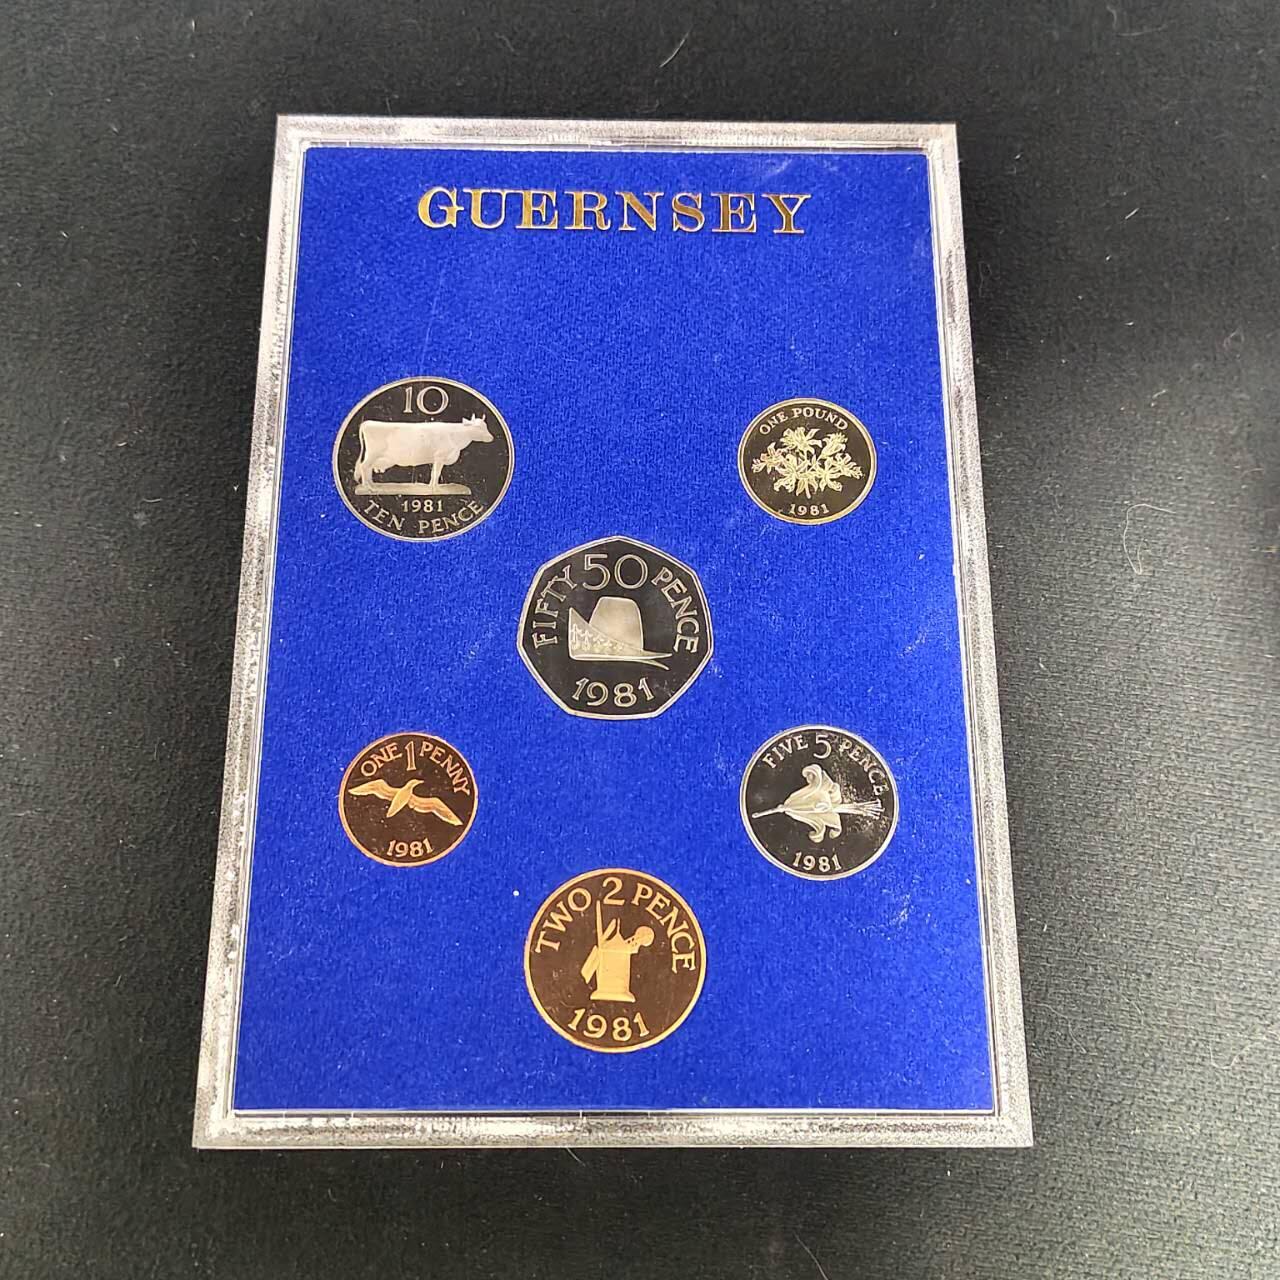 GUERNSEY
10
1981
TEN PENCE
ONE POUND
1981
FIFTY 50 PENCE
1981
ONE 1 PENNY
1981
FIVE 5 PENCE
1981
TWO 2 PENCE
1981